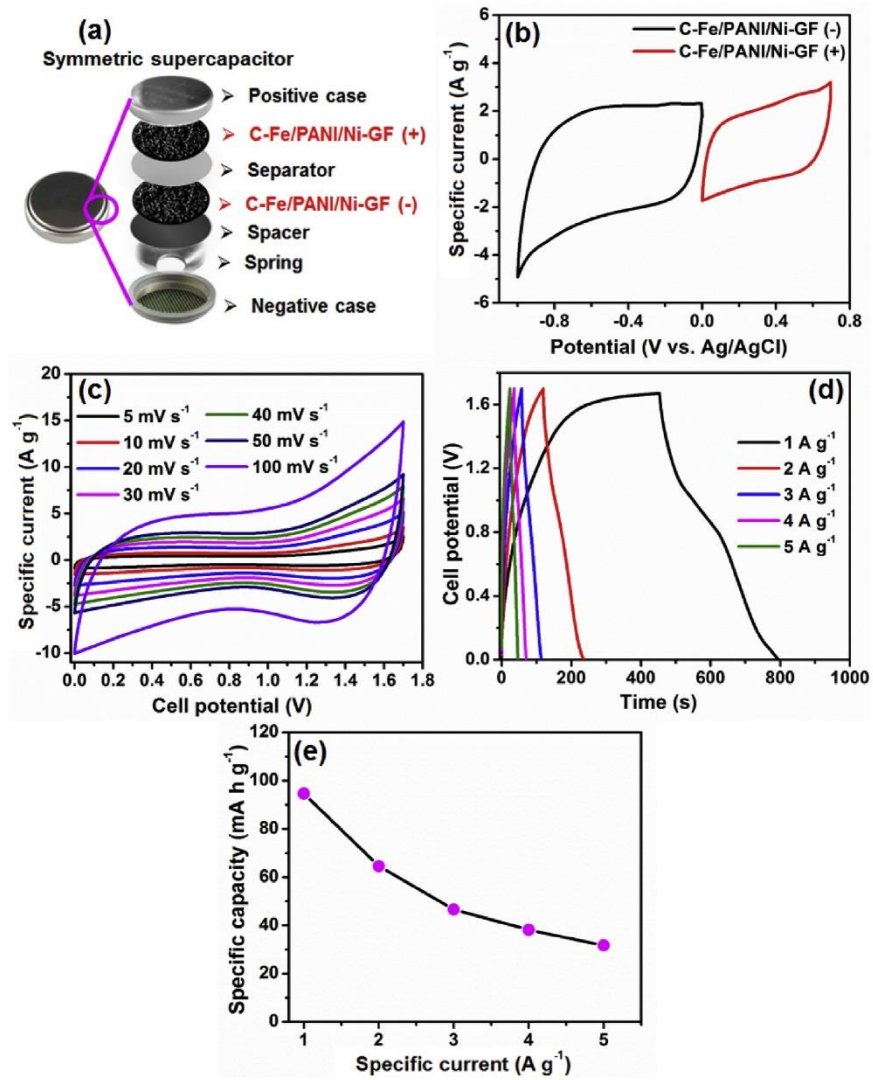 (a)
Symmetric supercapacitor
➢ Positive case
➢ C-Fe/PANI/Ni-GF (+)
➢ Separator
➢ C-Fe/PANI/Ni-GF (-)
➢ Spacer
➢ Spring
➢ Negative case
(b)
C-Fe/PANI/Ni-GF (-)
C-Fe/PANI/Ni-GF (+)
Specific current (A g⁻¹)
6
4
2
0
-2
-4
-6
-0.8 -0.4 0.0 0.4 0.8
Potential (V vs. Ag/AgCl)
(c)
5 mV s⁻¹
10 mV s⁻¹
20 mV s⁻¹
30 mV s⁻¹
40 mV s⁻¹
50 mV s⁻¹
100 mV s⁻¹
Specific current (A g⁻¹)
20
15
10
5
0
-5
-10
0.0 0.2 0.4 0.6 0.8 1.0 1.2 1.4 1.6 1.8
Cell potential (V)
(d)
1 A g⁻¹
2 A g⁻¹
3 A g⁻¹
4 A g⁻¹
5 A g⁻¹
Cell potential (V)
1.6
1.2
0.8
0.4
0.0
0 200 400 600 800 1000
Time (s)
(e)
Specific capacity (mA h g⁻¹)
120
100
80
60
40
20
0
1 2 3 4 5
Specific current (A g⁻¹)